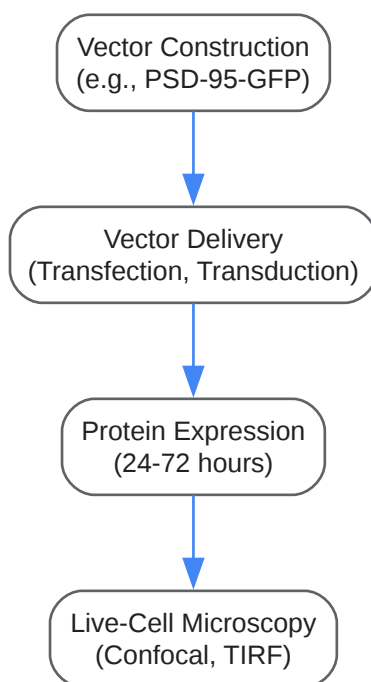 Vector Construction
(e.g., PSD-95-GFP)
Vector Delivery
(Transfection, Transduction)
Protein Expression
(24-72 hours)
Live-Cell Microscopy
(Confocal, TIRF)